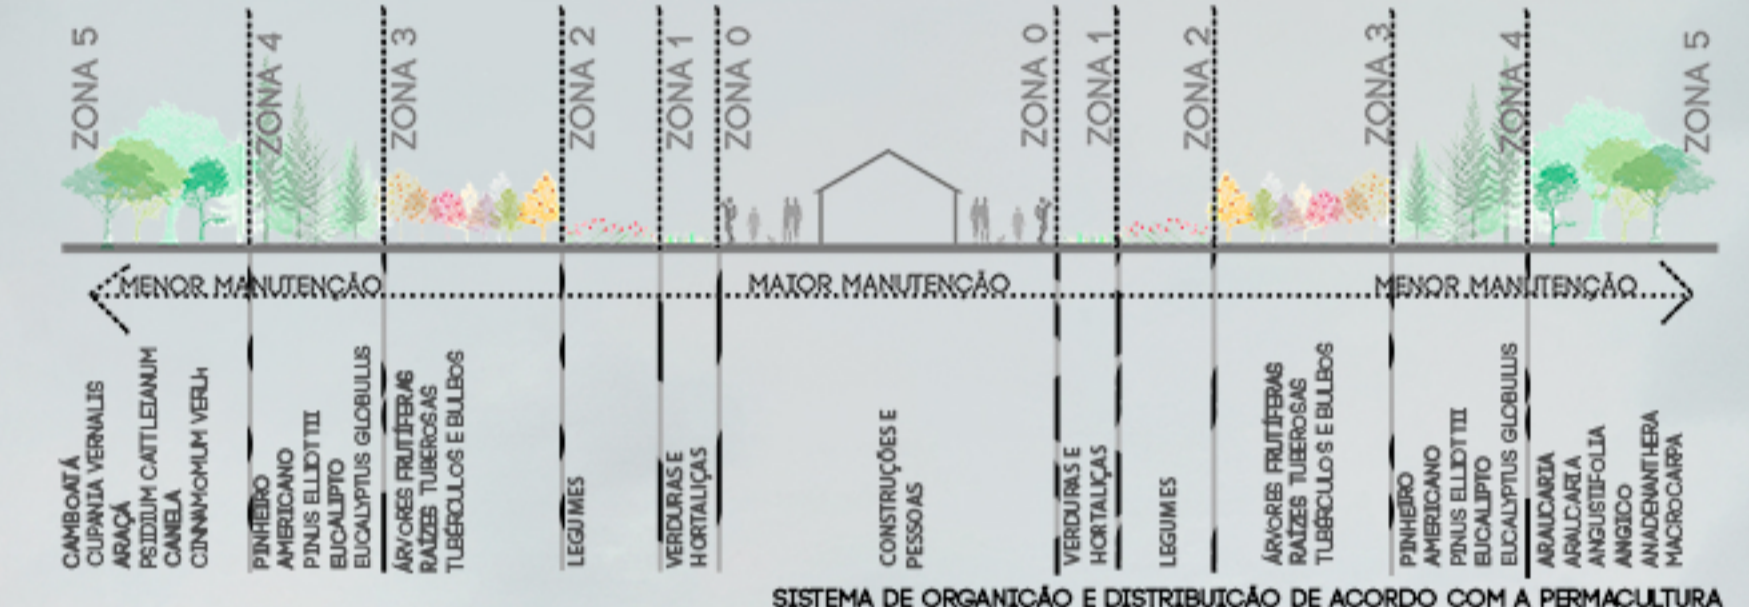 ZONA 5
ZONA 4
ZONA 3
ZONA 2
ZONA 1
ZONA 0
ZONA 0
ZONA 1
ZONA 2
ZONA 3
ZONA 4
ZONA 5
MENOR MANUTENÇÃO
MAIOR MANUTENÇÃO
MENOR MANUTENÇÃO
CAMBOATÁ
CUPANIA VERNALIS
ARAÇÁ
PSIDIUM CATTLEIANUM
CANELA
CINNAMOMUM
PINHEIRO
AMERICANO
PINUS ELLIOTTII
EUCALIPTO
EUCALYPTUS GLOBULUS
ÁRVORES FRUTÍFERAS
RAÍZES TUBEROSAS
TUBÉRCULOS E BULBOS
LEGUMES
VERDURAS E
HORTALIÇAS
CONSTRUÇÕES E
PESSOAS
VERDURAS E
HORTALIÇAS
LEGUMES
ÁRVORES FRUTÍFERAS
RAÍZES TUBEROSAS
TUBÉRCULOS E BULBOS
PINHEIRO
AMERICANO
PINUS ELLIOTTII
EUCALIPTO
EUCALYPTUS GLOBULUS
ARAUCARIA
ARAUCARIA
ANGUSTIFOLIA
ANGICO
ANADENANTHERA
MACROCARPA
SISTEMA DE ORGANICÃO E DISTRIBUIÇÃO DE ACORDO COM A PERMACULTURA